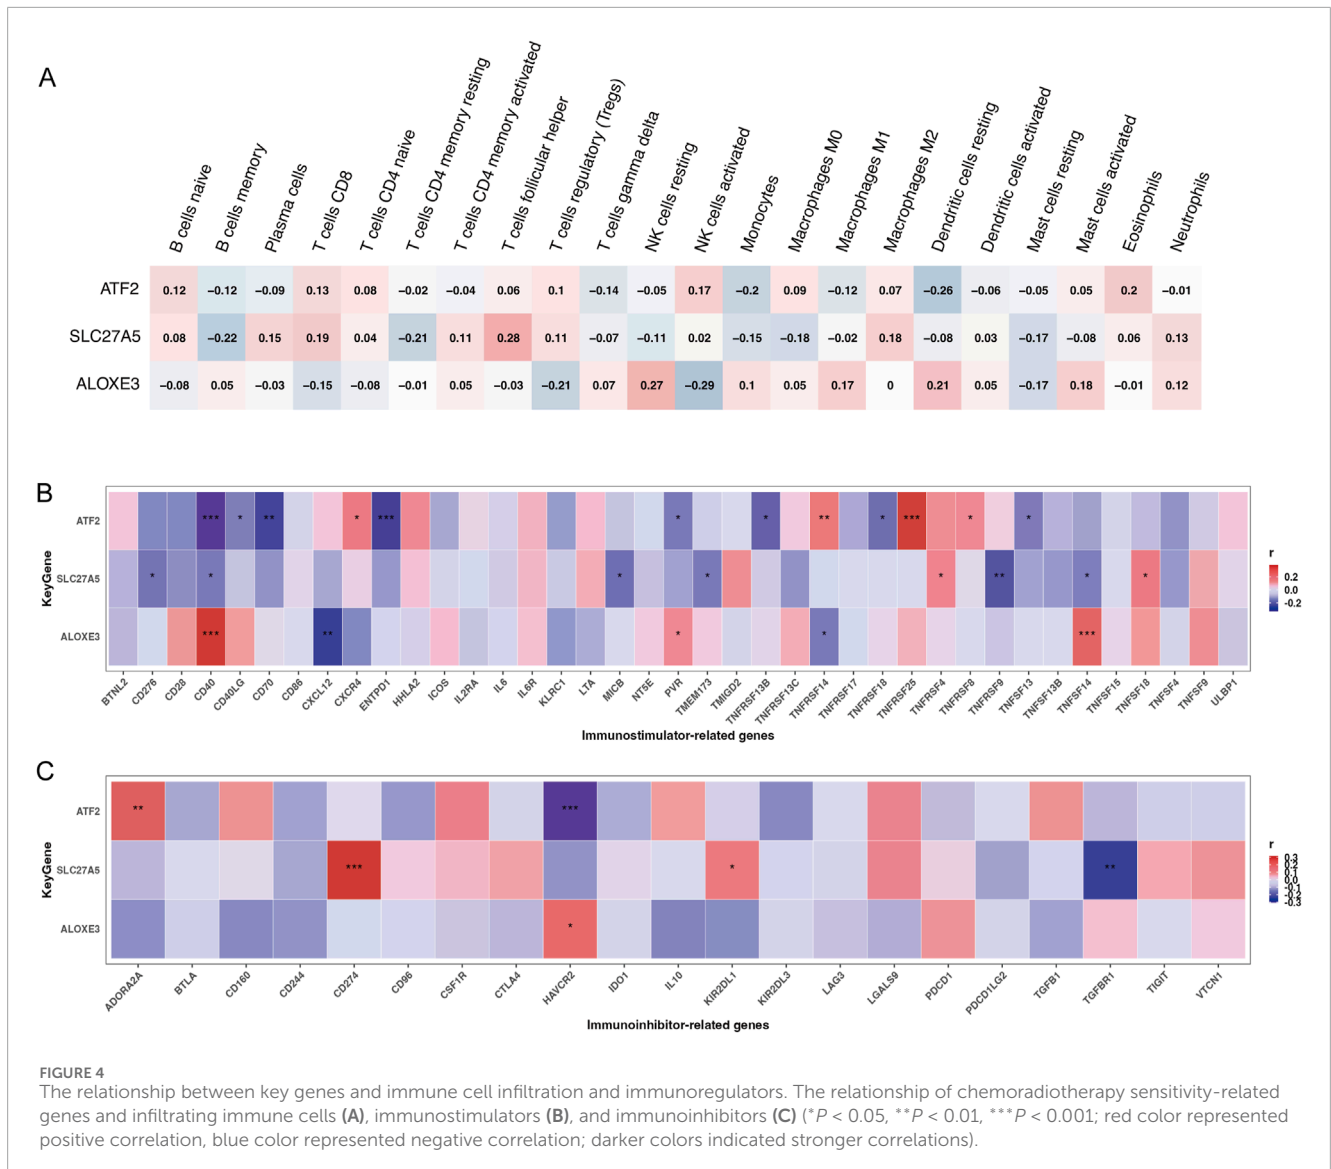 A
B cells naive
B cells memory
Plasma cells
T cells CD8
T cells CD4 naive
T cells CD4 memory resting
T cells CD4 memory activated
T cells follicular helper
T cells regulatory (Tregs)
T cells gamma delta
NK cells resting
NK cells activated
Monocytes
Macrophages M0
Macrophages M1
Macrophages M2
Dendritic cells resting
Dendritic cells activated
Mast cells resting
Mast cells activated
Eosinophils
Neutrophils
ATF2 0.12 −0.12 −0.09 0.13 0.08 −0.02 −0.04 0.06 0.1 −0.14 −0.05 0.17 −0.2 0.09 −0.12 0.07 −0.26 −0.06 −0.05 0.05 0.2 −0.01
SLC27A5 0.08 −0.22 0.15 0.19 0.04 −0.21 0.11 0.28 0.11 −0.07 −0.11 0.02 −0.15 −0.18 −0.02 0.18 −0.08 0.03 −0.17 −0.08 0.06 0.13
ALOXE3 −0.08 0.05 −0.03 −0.15 −0.08 −0.01 0.05 −0.03 −0.21 0.07 0.27 −0.29 0.1 0.05 0.17 0 0.21 0.05 −0.17 0.18 −0.01 0.12
B
KeyGene
ATF2 *** * ** * *** * * ** * *** * *
SLC27A5 * * * * * ** * *
ALOXE3 *** ** * * ***
BTNL2
CD276
CD28
CD40
CD40LG
CD70
CD86
CXCL12
CXCR4
ENTPD1
HHLA2
ICOS
IL2RA
IL6
IL6R
KLRC1
LTA
MICB
NT5E
PVR
TMEM173
TMIGD2
TNFRSF13B
TNFRSF13C
TNFRSF14
TNFRSF17
TNFRSF18
TNFRSF25
TNFRSF4
TNFRSF8
TNFRSF9
TNFSF13
TNFSF13B
TNFSF14
TNFSF15
TNFSF18
TNFSF4
TNFSF9
ULBP1
Immunostimulator-related genes
r
0.2
0.0
-0.2
C
KeyGene
ATF2 ** ***
SLC27A5 *** * **
ALOXE3 *
ADORA2A
BTLA
CD160
CD244
CD274
CD96
CSF1R
CTLA4
HAVCR2
IDO1
IL10
KIR2DL1
KIR2DL3
LAG3
LGALS9
PDCD1
PDCD1LG2
TGFB1
TGFBR1
TIGIT
VTCN1
Immunoinhibitor-related genes
r
0.3
0.2
0.1
0.0
-0.1
-0.2
-0.3
FIGURE 4
The relationship between key genes and immune cell infiltration and immunoregulators. The relationship of chemoradiotherapy sensitivity-related
genes and infiltrating immune cells (A), immunostimulators (B), and immunoinhibitors (C) (*P < 0.05, **P < 0.01, ***P < 0.001; red color represented
positive correlation, blue color represented negative correlation; darker colors indicated stronger correlations).